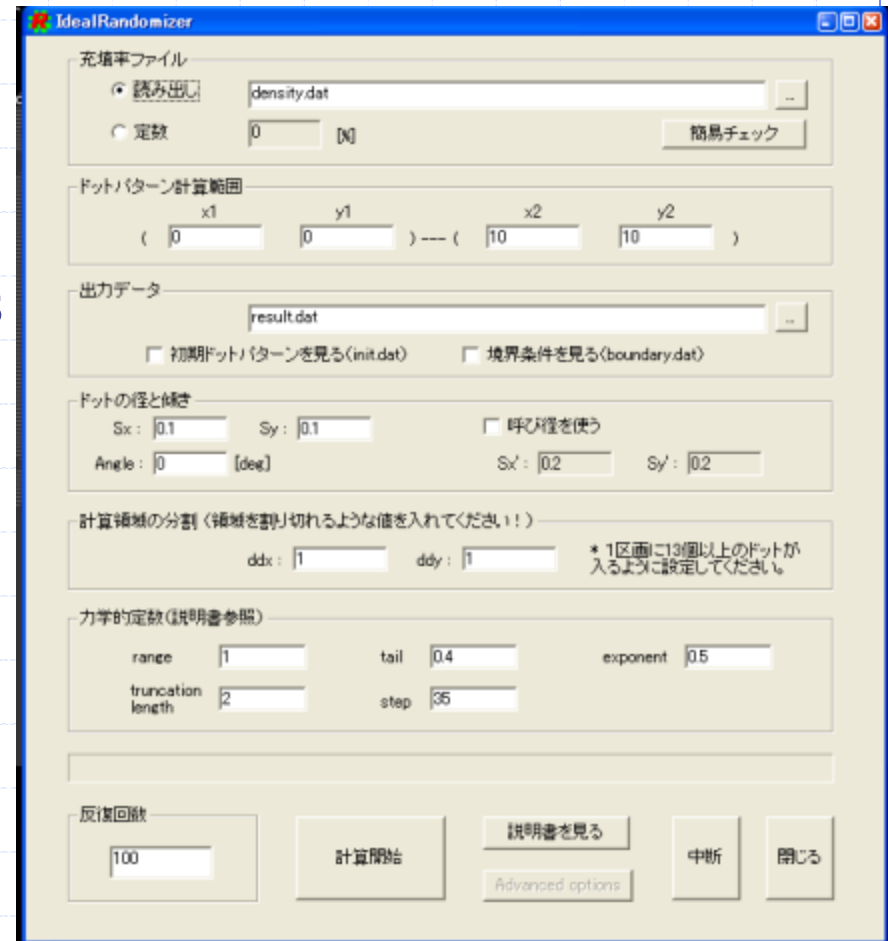 IdealRandomizer
充填率ファイル
読み出し density.dat ..
定数 0 [%] 簡易チェック
ドットパターン計算範囲
x1 y1 x2 y2
( 0 0 ) --- ( 10 10 )
出力データ
result.dat ..
初期ドットパターンを見る(init.dat) 境界条件を見る(boundary.dat)
ドットの径と傾き
Sx : 0.1 Sy : 0.1 呼び径を使う
Angle : 0 [deg] Sx' : 0.2 Sy' : 0.2
計算領域の分割 (領域を割り切れるような値を入れてください！)
ddx : 1 ddy : 1 * 1区画に13個以上のドットが
入るように設定してください。
力学的定数(説明書参照)
range 1 tail 0.4 exponent 0.5
truncation
length 2 step 35
反復回数
100 計算開始 説明書を見る 中断 閉じる
Advanced options